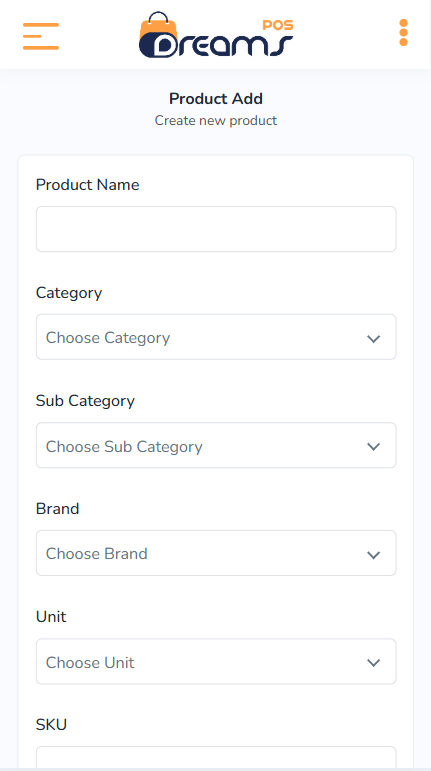 POS
Dreams
Product Add
Create new product
Product Name
Category
Choose Category
Sub Category
Choose Sub Category
Brand
Choose Brand
Unit
Choose Unit
SKU